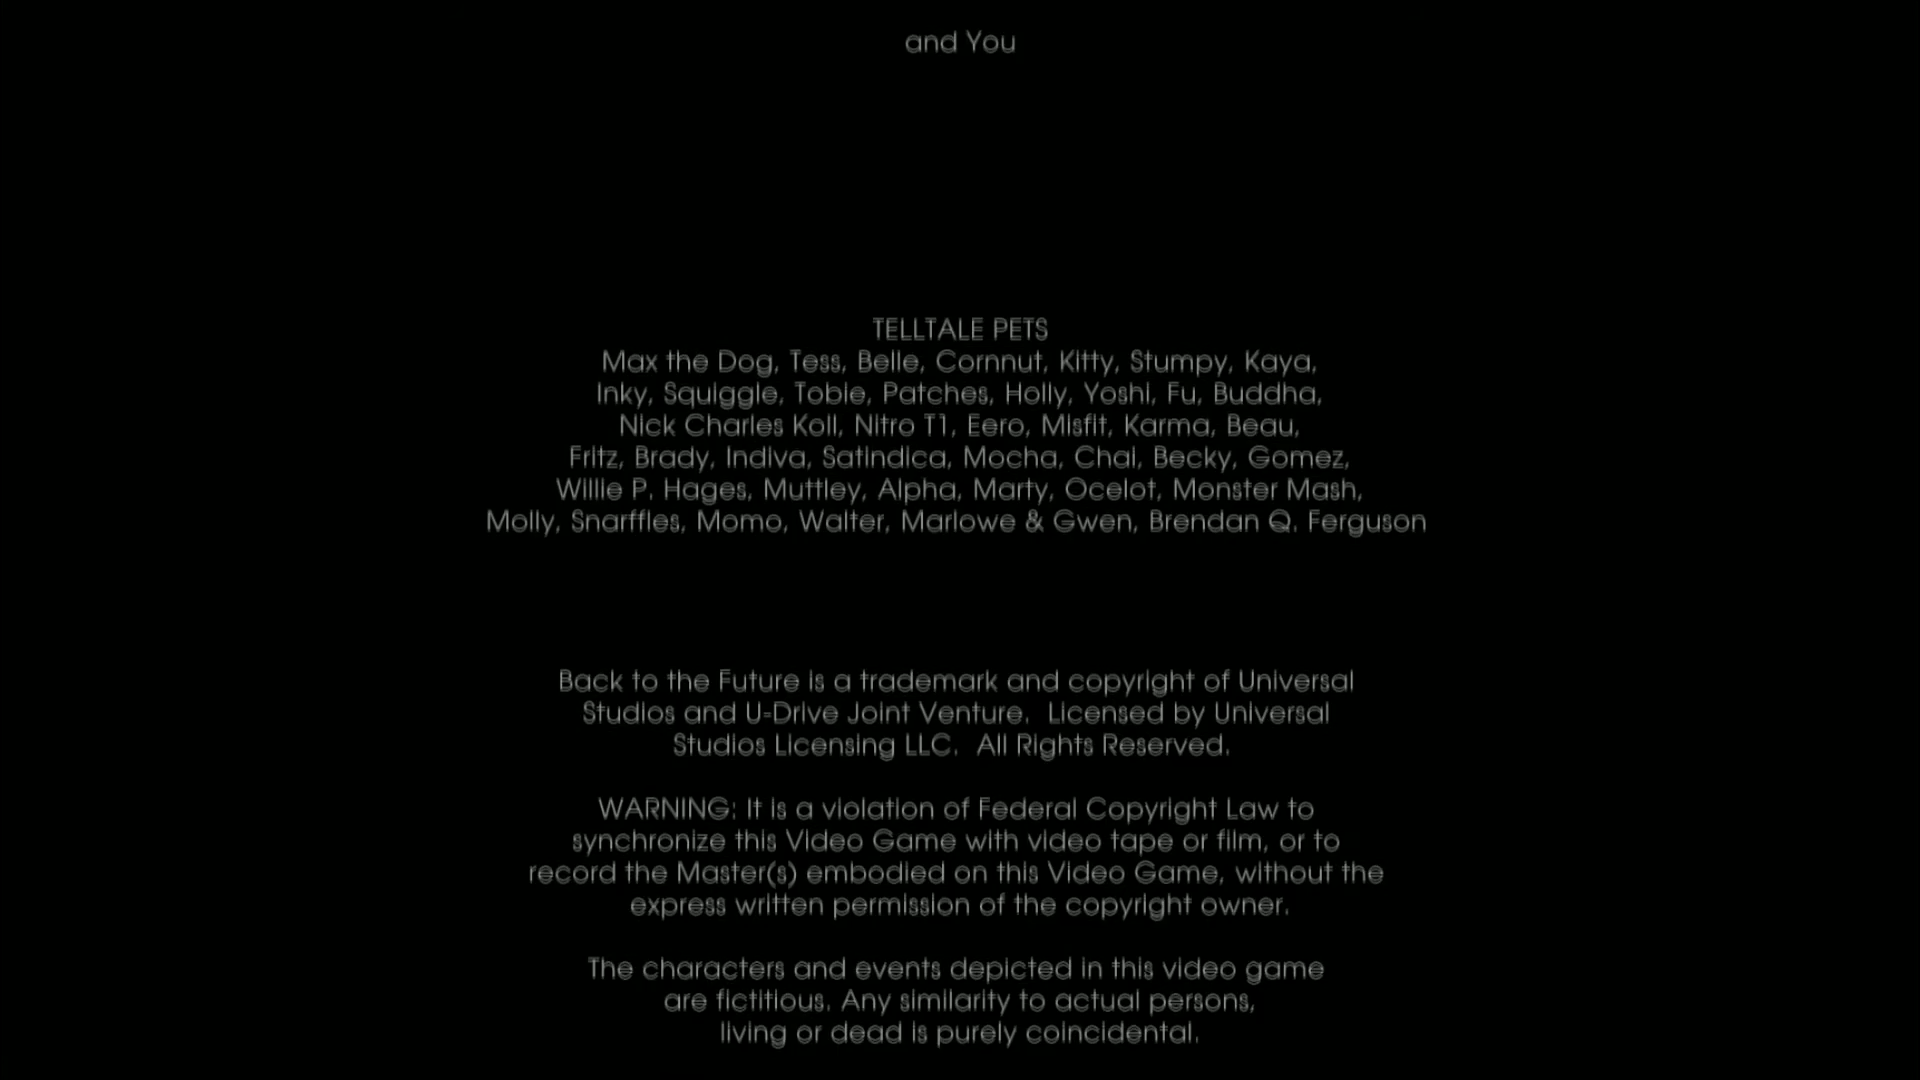 and You
TELLTALE PETS
Max the Dog, Tess, Belle, Cornnut, Kitty, Stumpy, Kaya,
Inky, Squiggle, Tobie, Patches, Holly, Yoshi, Fu, Buddha,
Nick Charles Koll, Nitro T1, Eero, Misfit, Karma, Beau,
Fritz, Brady, Indiva, Satindica, Mocha, Chai, Becky, Gomez,
Willie P. Hages, Muttley, Alpha, Marty, Ocelot, Monster Mash,
Molly, Snarffles, Momo, Walter, Marlowe & Gwen, Brendan Q. Ferguson
Back to the Future is a trademark and copyright of Universal
Studios and U-Drive Joint Venture.  Licensed by Universal
Studios Licensing LLC.  All Rights Reserved.
WARNING: It is a violation of Federal Copyright Law to
synchronize this Video Game with video tape or film, or to
record the Master(s) embodied on this Video Game, without the
express written permission of the copyright owner.
The characters and events depicted in this video game
are fictitious. Any similarity to actual persons,
living or dead is purely coincidental.